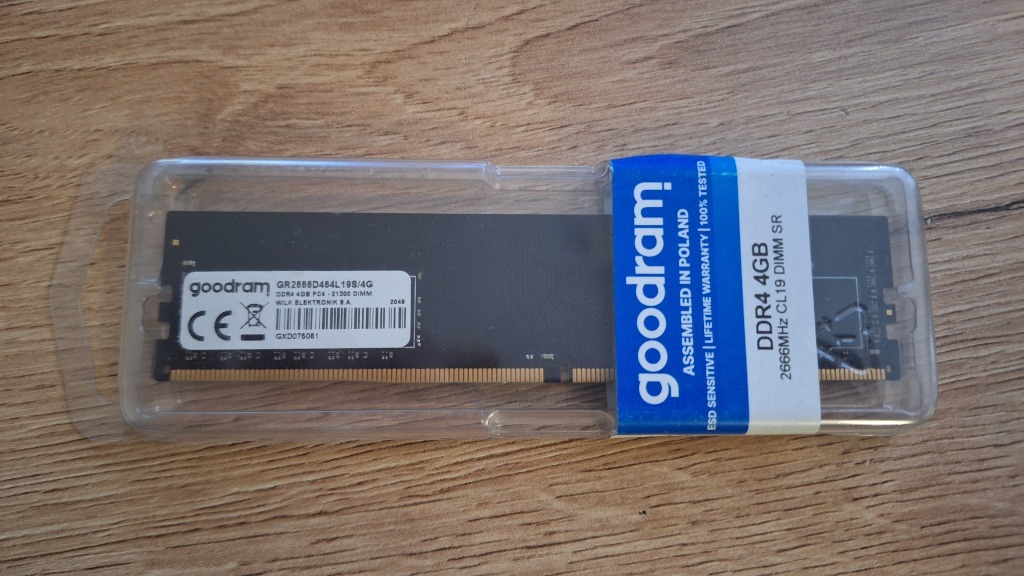 goodram
GR2666D464L19S/4G
DDR4 4GB PC4 - 21300 DIMM
WILK ELEKTRONIK S.A.
2049
CE
GXD075061
goodram
ASSEMBLED IN POLAND
ESD SENSITIVE | LIFETIME WARRANTY | 100% TESTED
DDR4 4GB
2666MHz CL19 DIMM SR